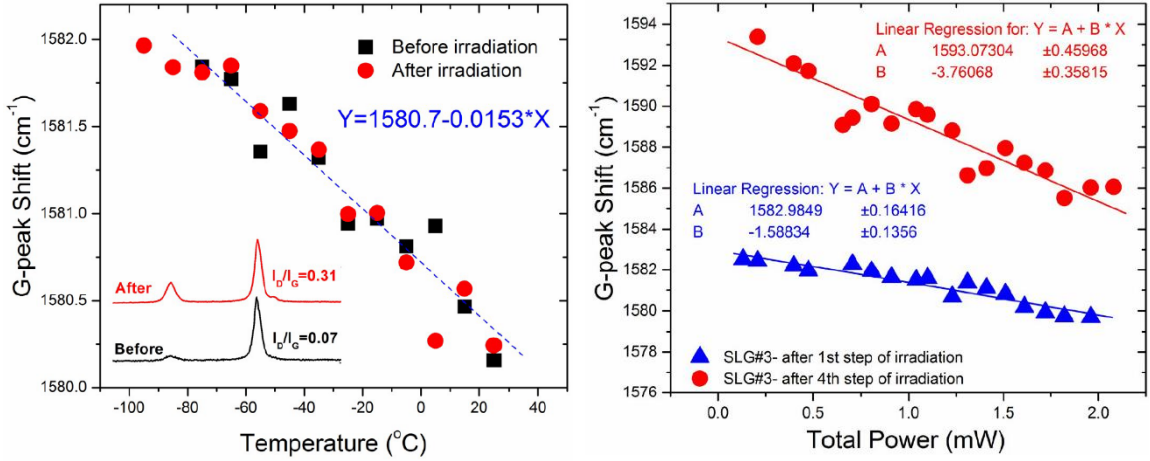 1582.0
1581.5
1581.0
1580.5
1580.0
G-peak Shift (cm⁻¹)
Before irradiation
After irradiation
Y=1580.7-0.0153*X
After
I_D/I_G=0.31
Before
I_D/I_G=0.07
-100 -80 -60 -40 -20 0 20 40
Temperature (°C)
1594
1592
1590
1588
1586
1584
1582
1580
1578
1576
G-peak Shift (cm⁻¹)
Linear Regression for: Y = A + B * X
A 1593.07304 ±0.45968
B -3.76068 ±0.35815
Linear Regression: Y = A + B * X
A 1582.9849 ±0.16416
B -1.58834 ±0.1356
SLG#3- after 1st step of irradiation
SLG#3- after 4th step of irradiation
0.0 0.5 1.0 1.5 2.0
Total Power (mW)